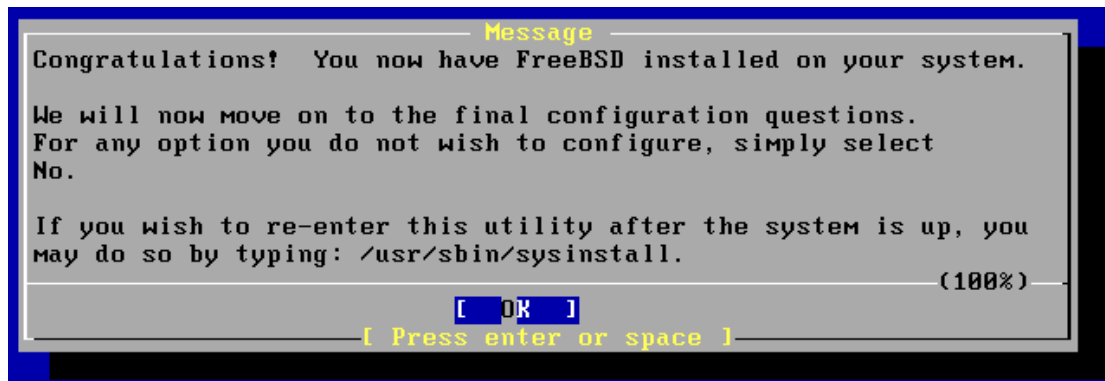 Message
Congratulations!  You now have FreeBSD installed on your system.
We will now move on to the final configuration questions.
For any option you do not wish to configure, simply select
No.
If you wish to re-enter this utility after the system is up, you
may do so by typing: /usr/sbin/sysinstall.
(100%)
[  OK  ]
[ Press enter or space ]